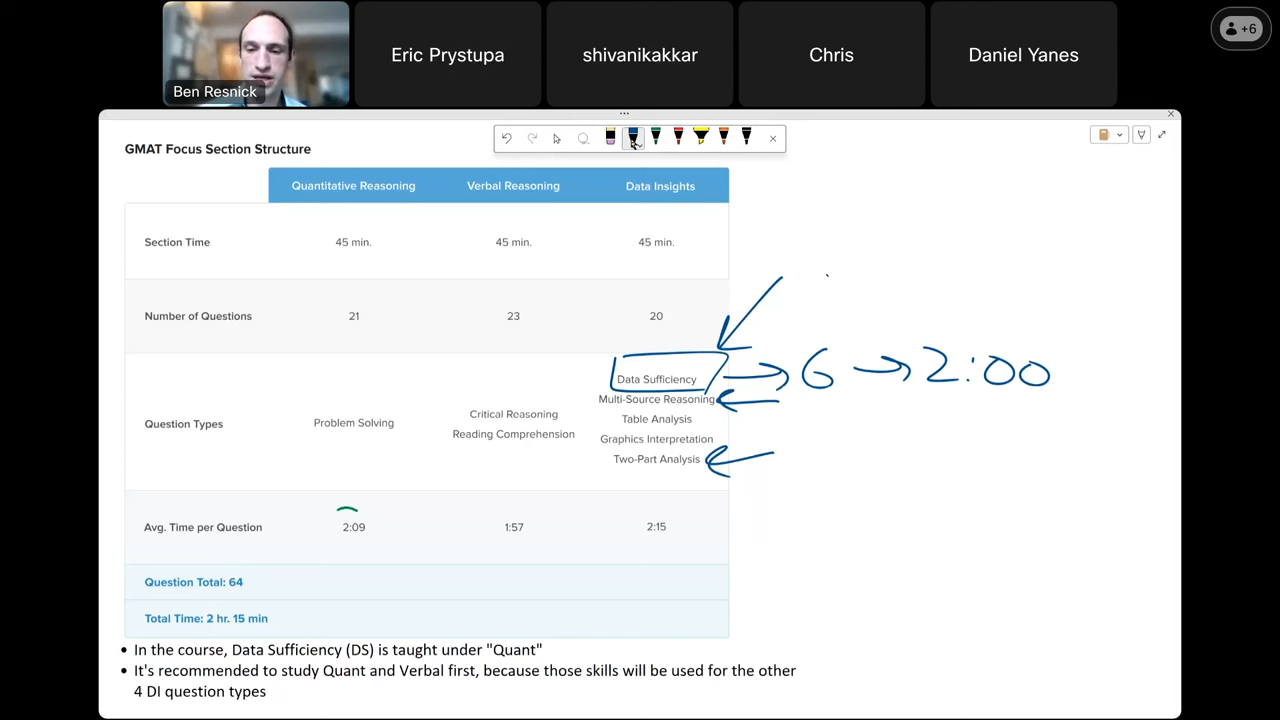 Ben Resnick
Eric Prystupa
shivanikakkar
Chris
Daniel Yanes
+6
GMAT Focus Section Structure
Quantitative Reasoning Verbal Reasoning Data Insights
Section Time 45 min. 45 min. 45 min.
Number of Questions 21 23 20
Question Types
Problem Solving
Critical Reasoning
Reading Comprehension
Data Sufficiency → 6 → 2:00
Multi-Source Reasoning
Table Analysis
Graphics Interpretation
Two-Part Analysis
Avg. Time per Question 2:09 1:57 2:15
Question Total: 64
Total Time: 2 hr. 15 min
• In the course, Data Sufficiency (DS) is taught under "Quant"
• It's recommended to study Quant and Verbal first, because those skills will be used for the other
4 DI question types